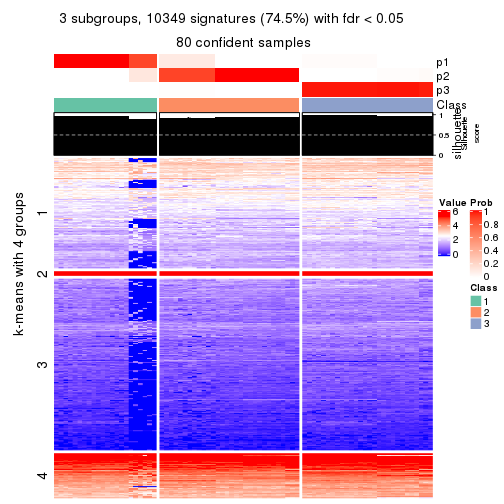 3 subgroups, 10349 signatures (74.5%) with fdr < 0.05
80 confident samples
p1
p2
p3
Class
1
0.5
0
silhouette
Silhouette
score
k-means with 4 groups
1
2
3
4
Value
6
4
2
0
Prob
1
0.8
0.6
0.4
0.2
0
Class
1
2
3